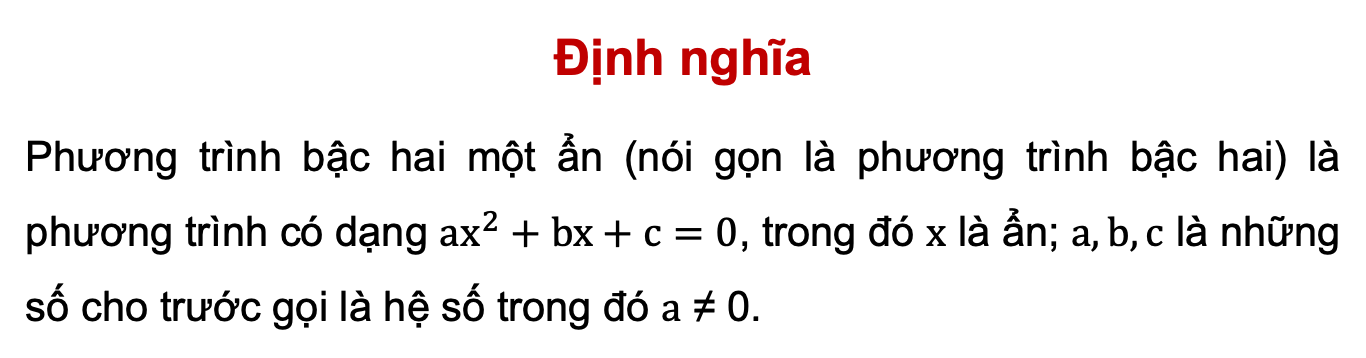 Định nghĩa
Phương trình bậc hai một ẩn (nói gọn là phương trình bậc hai) là
phương trình có dạng ax² + bx + c = 0, trong đó x là ẩn; a, b, c là những
số cho trước gọi là hệ số trong đó a ≠ 0.